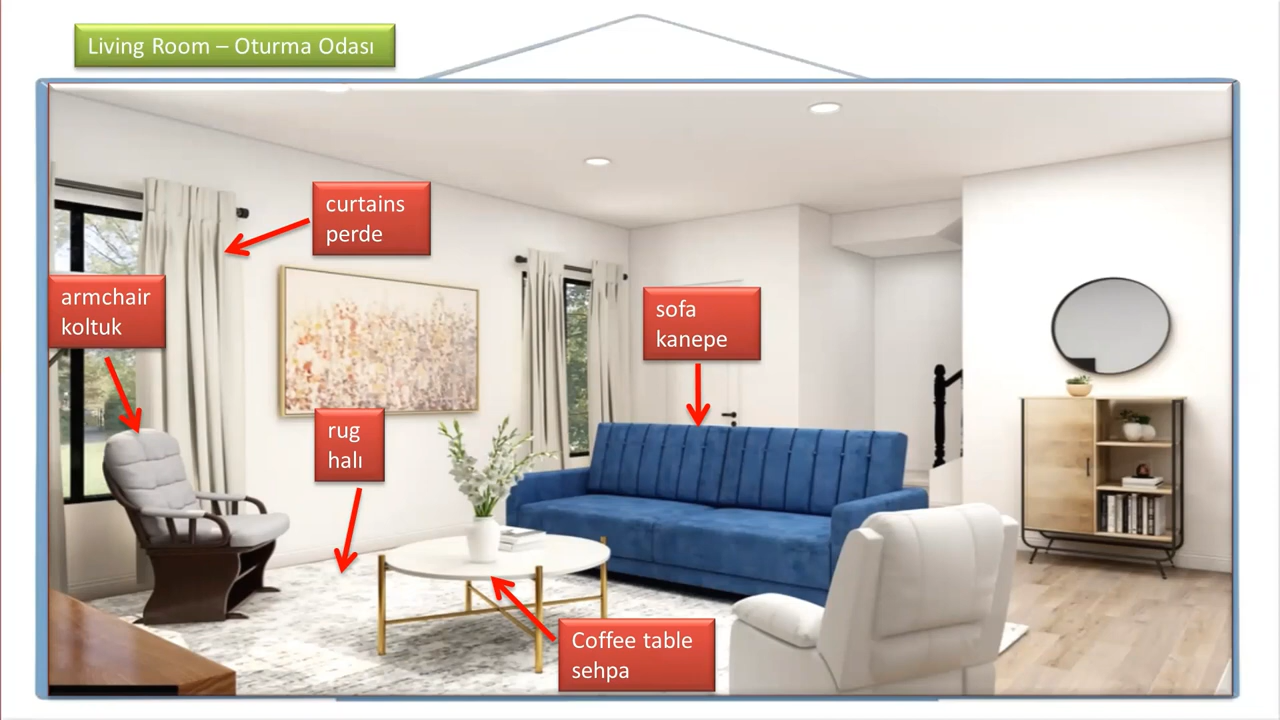 Living Room – Oturma Odası
curtains
perde
armchair
koltuk
sofa
kanepe
rug
halı
Coffee table
sehpa